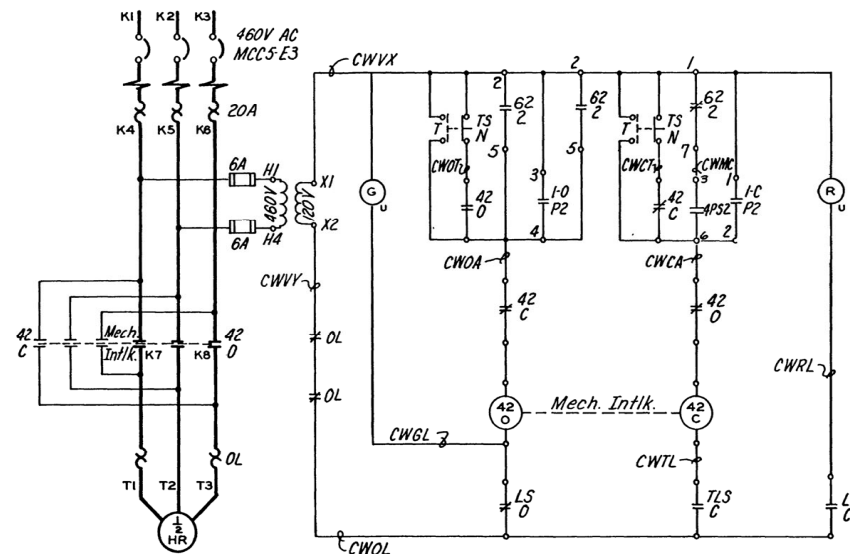 K1 K2 K3
460V AC
MCC5-E3
20A
K4 K5 K6
6A H1
460V 120V
X1
X2
6A H4
CWVX
CWVY
OL
OL
42
C
Mech.
Intlk.
K7 K8
42
O
OL
T1 T2 T3
1/2
HR
G
U
CWGL
CWOL
2
T
TS
N
CWOT
42
O
62
2
5
3
1-O
P2
4
2
62
2
5
CWOA
42
C
42
O
Mech. Intlk.
LS
O
1
T
TS
N
CWCT
42
C
62
2
7
CWMC
3
4PS2
6
1
1-C
P2
2
CWCA
42
O
42
C
CWTL
TLS
C
R
U
CWRL
L
C